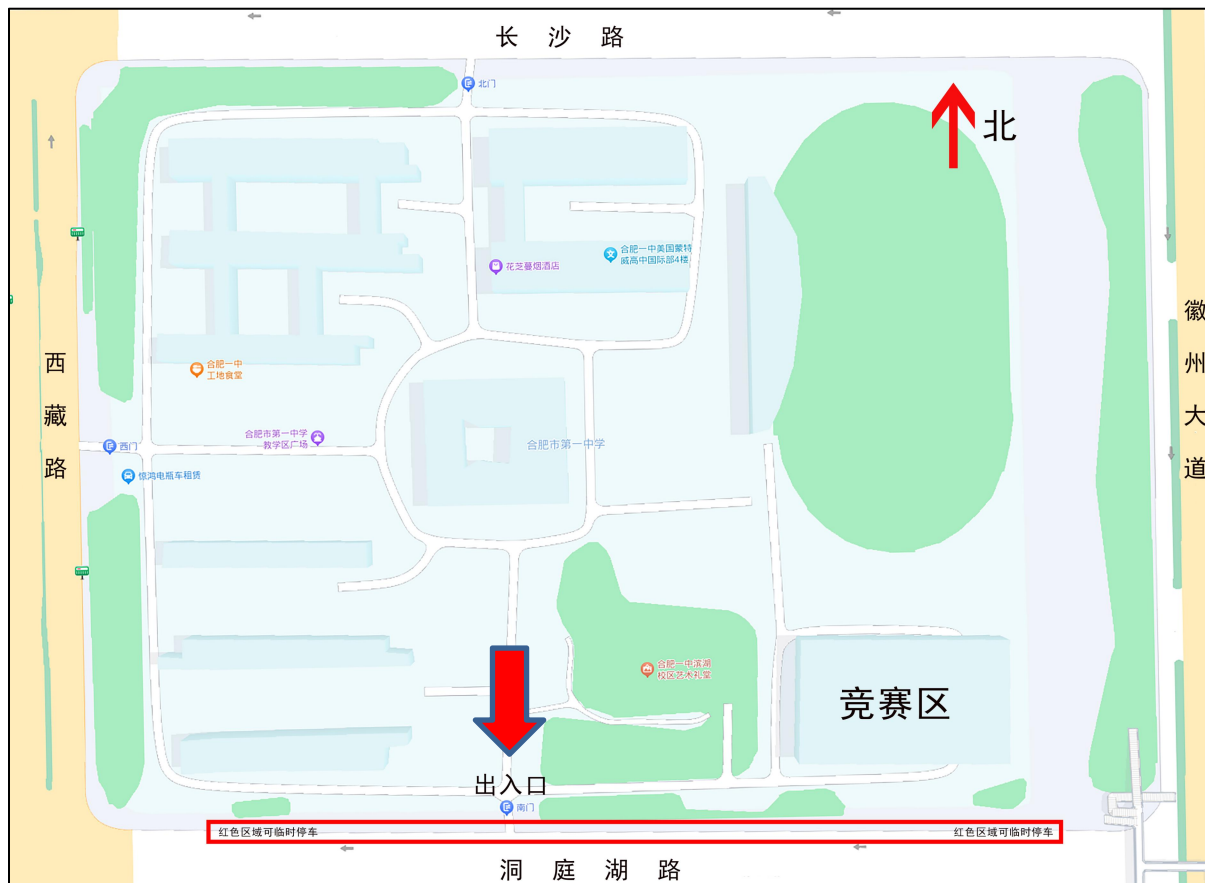 长沙路
北门
北
花芝蔓烟酒店
合肥一中美国蒙特
威高中国际部4楼
西藏路
徽州大道
合肥一中
工地食堂
合肥市第一中学
教学区广场
合肥市第一中学
西门
惊鸿电瓶车租赁
合肥一中滨湖
校区艺术礼堂
竞赛区
出入口
南门
红色区域可临时停车
红色区域可临时停车
洞庭湖路